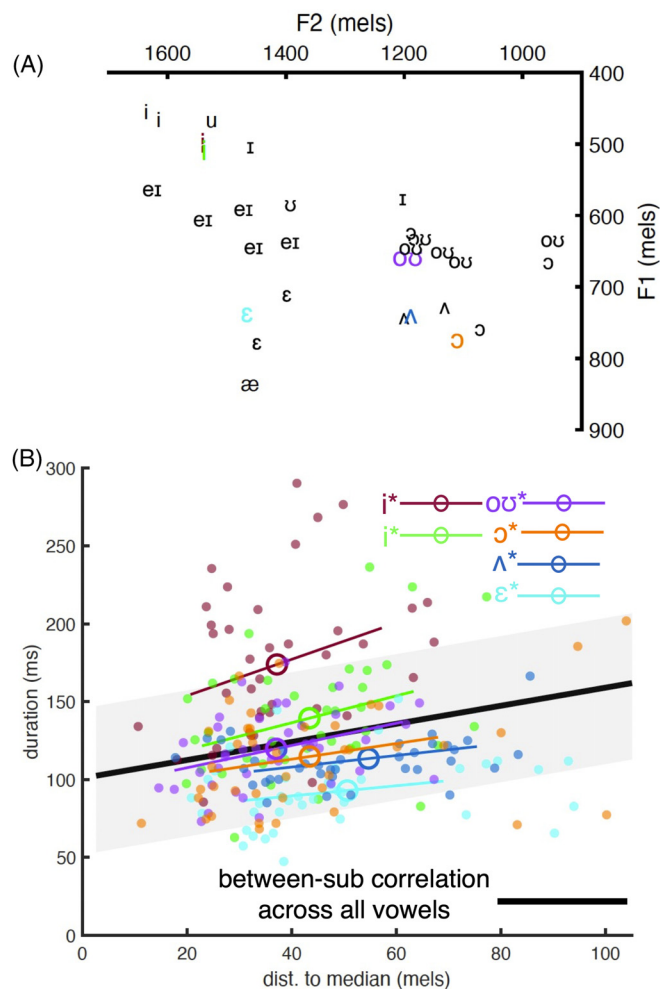 F2 (mels)
(A)
1600 1400 1200 1000
400
i i u
500
i i ɪ
eɪ ɪ
600
eɪ eɪ ʊ ɔ oʊ oʊ
F1 (mels)
eɪ oʊ oʊ oʊ oʊ ɔ
700
ɛ
ɛ ʌ ʌ ʌ ɔ
ɛ ɔ
800
æ
900
(B)
300
i* oʊ*
i* ɔ*
250
ʌ*
ɛ*
200
duration (ms)
150
100
50
between-sub correlation
across all vowels
0
0 20 40 60 80 100
dist. to median (mels)